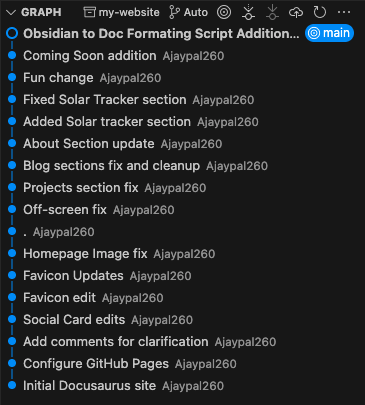 GRAPH my-website Auto
Obsidian to Doc Formating Script Addition... main
Coming Soon addition Ajaypal260
Fun change Ajaypal260
Fixed Solar Tracker section Ajaypal260
Added Solar tracker section Ajaypal260
About Section update Ajaypal260
Blog sections fix and cleanup Ajaypal260
Projects section fix Ajaypal260
Off-screen fix Ajaypal260
. Ajaypal260
Homepage Image fix Ajaypal260
Favicon Updates Ajaypal260
Favicon edit Ajaypal260
Social Card edits Ajaypal260
Add comments for clarification Ajaypal260
Configure GitHub Pages Ajaypal260
Initial Docusaurus site Ajaypal260